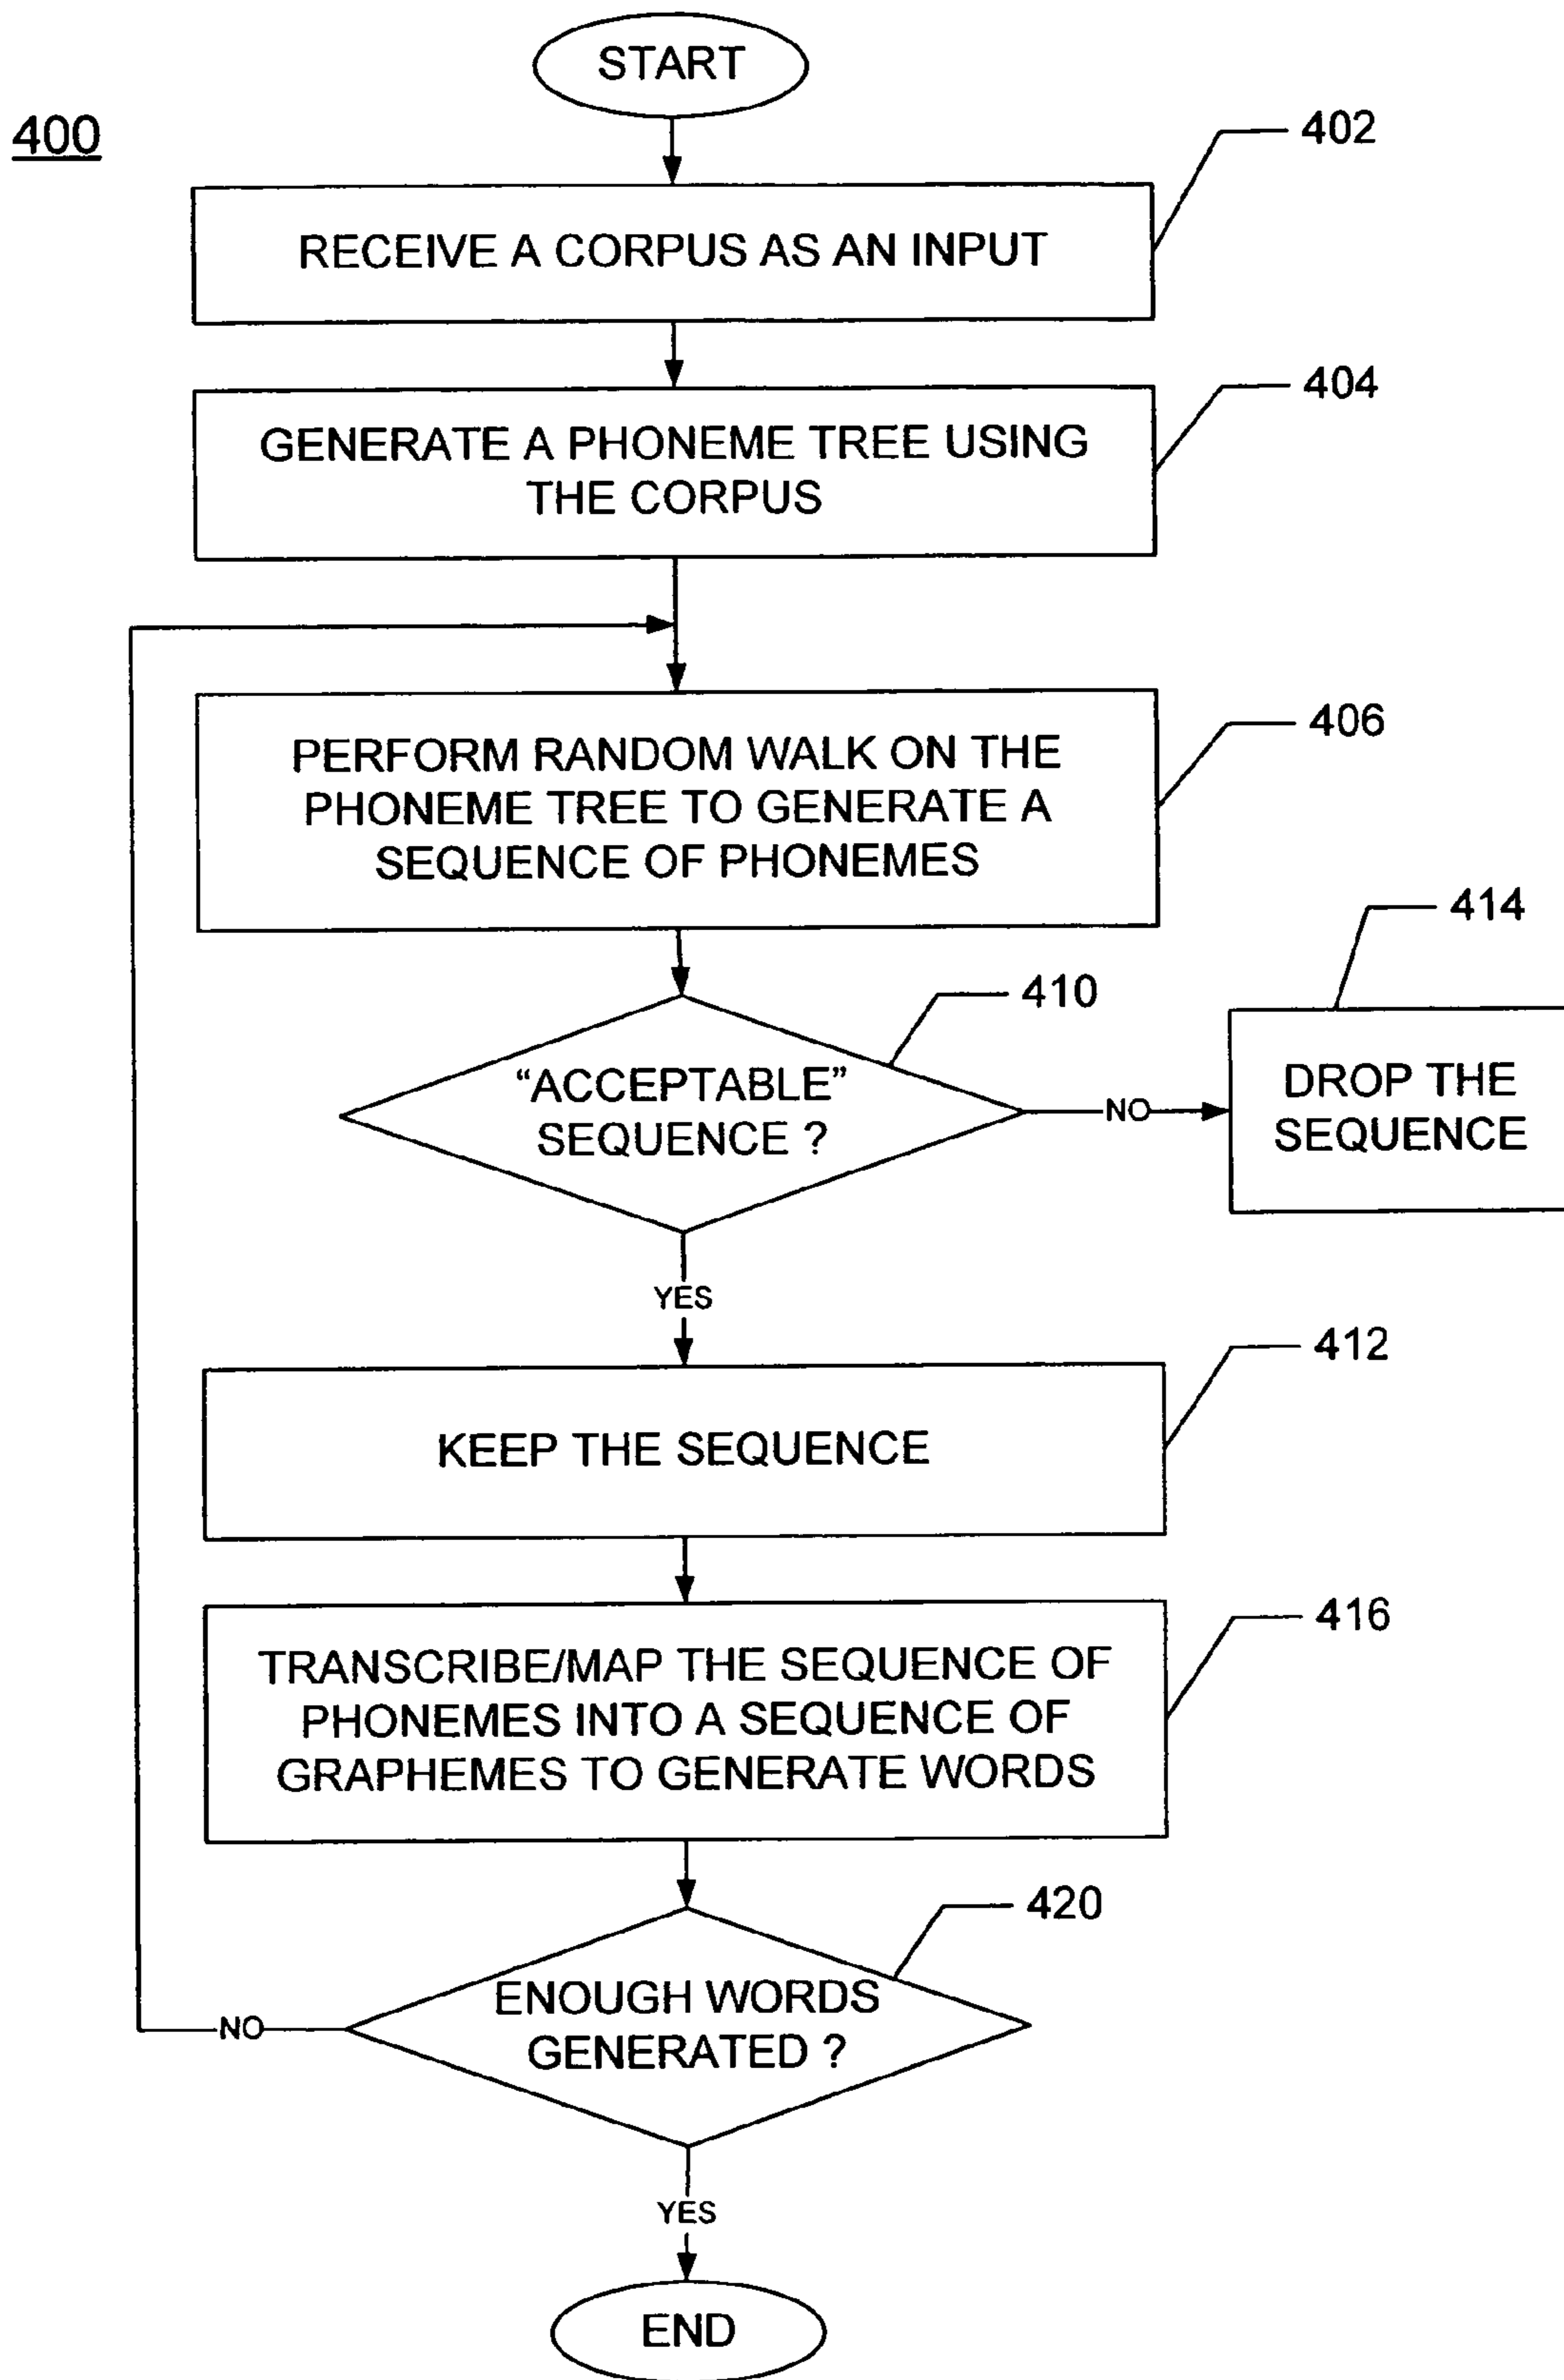 START
400
402
RECEIVE A CORPUS AS AN INPUT
404
GENERATE A PHONEME TREE USING
THE CORPUS
406
PERFORM RANDOM WALK ON THE
PHONEME TREE TO GENERATE A
SEQUENCE OF PHONEMES
414
410
“ACCEPTABLE”
SEQUENCE ?
NO
DROP THE
SEQUENCE
YES
412
KEEP THE SEQUENCE
416
TRANSCRIBE/MAP THE SEQUENCE OF
PHONEMES INTO A SEQUENCE OF
GRAPHEMES TO GENERATE WORDS
420
ENOUGH WORDS
GENERATED ?
NO
YES
END